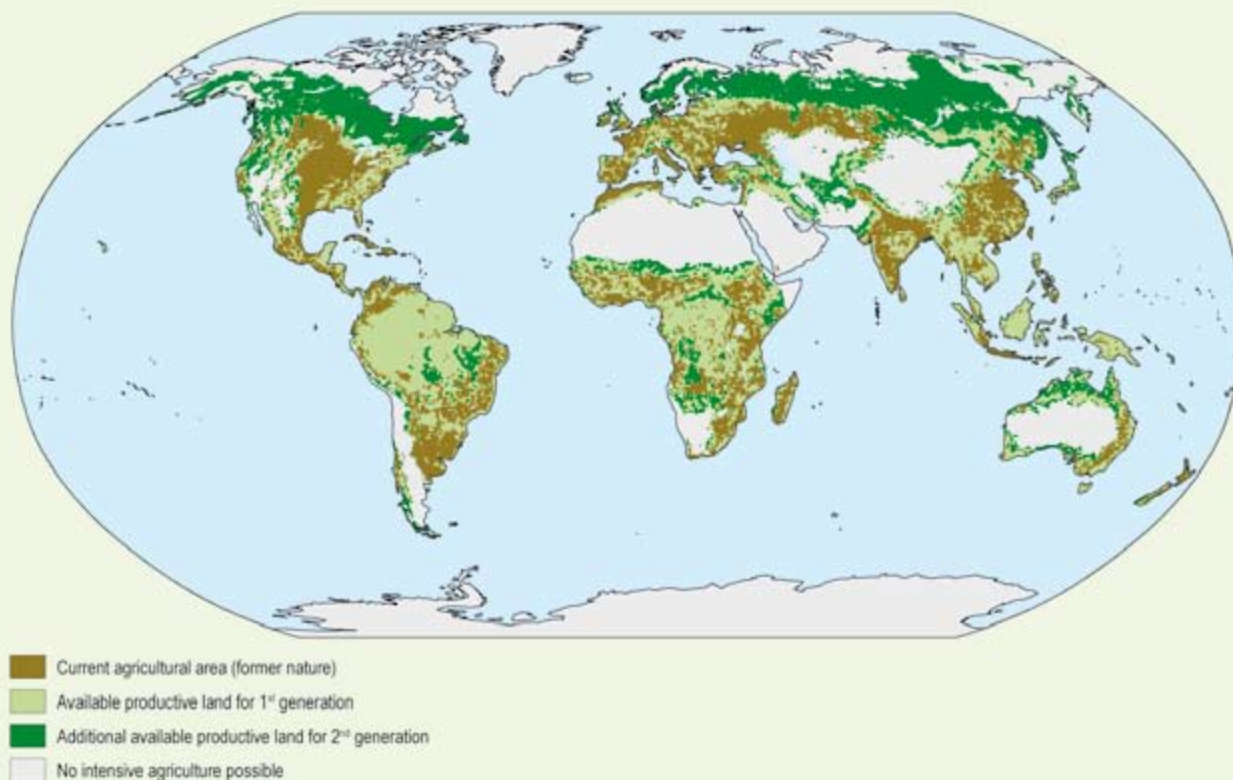 Current agricultural area (former nature)
Available productive land for 1st generation
Additional available productive land for 2nd generation
No intensive agriculture possible